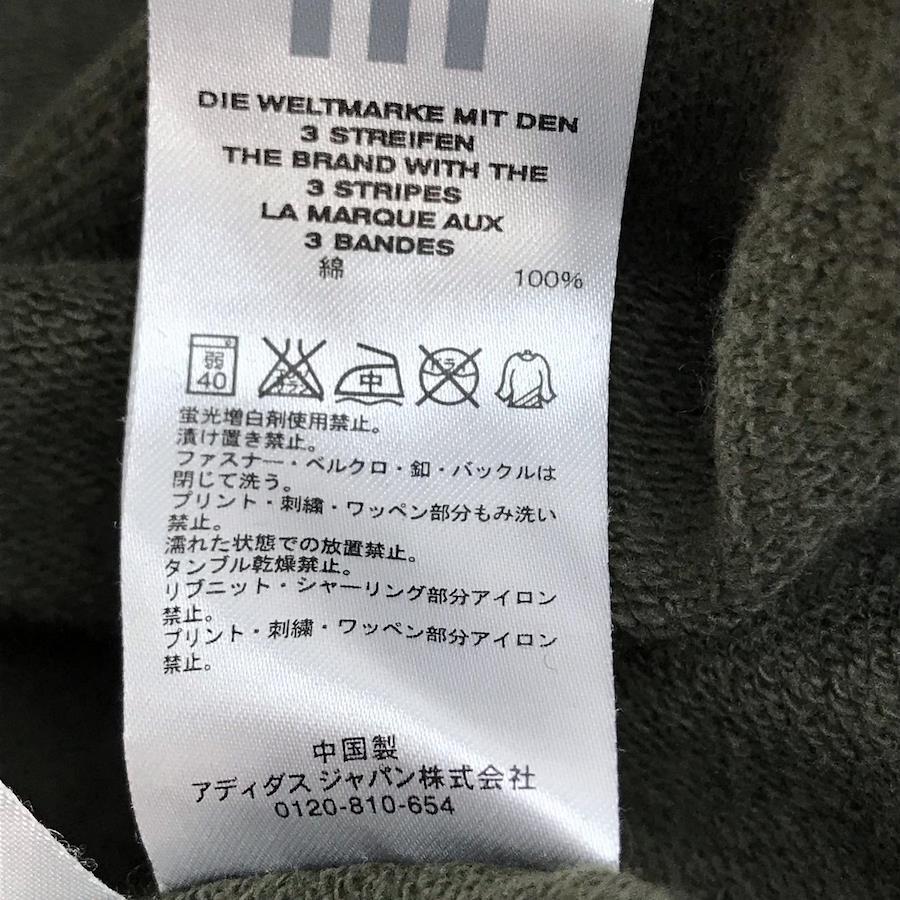 DIE WELTMARKE MIT DEN
3 STREIFEN
THE BRAND WITH THE
3 STRIPES
LA MARQUE AUX
3 BANDES
綿 100%
弱 40 中 ドライ
蛍光増白剤使用禁止。
漬け置き禁止。
ファスナー・ベルクロ・釦・バックルは
閉じて洗う。
プリント・刺繍・ワッペン部分もみ洗い
禁止。
濡れた状態での放置禁止。
タンブル乾燥禁止。
リブニット・シャーリング部分アイロン
禁止。
プリント・刺繍・ワッペン部分アイロン
禁止。
中国製
アディダス ジャパン株式会社
0120-810-654